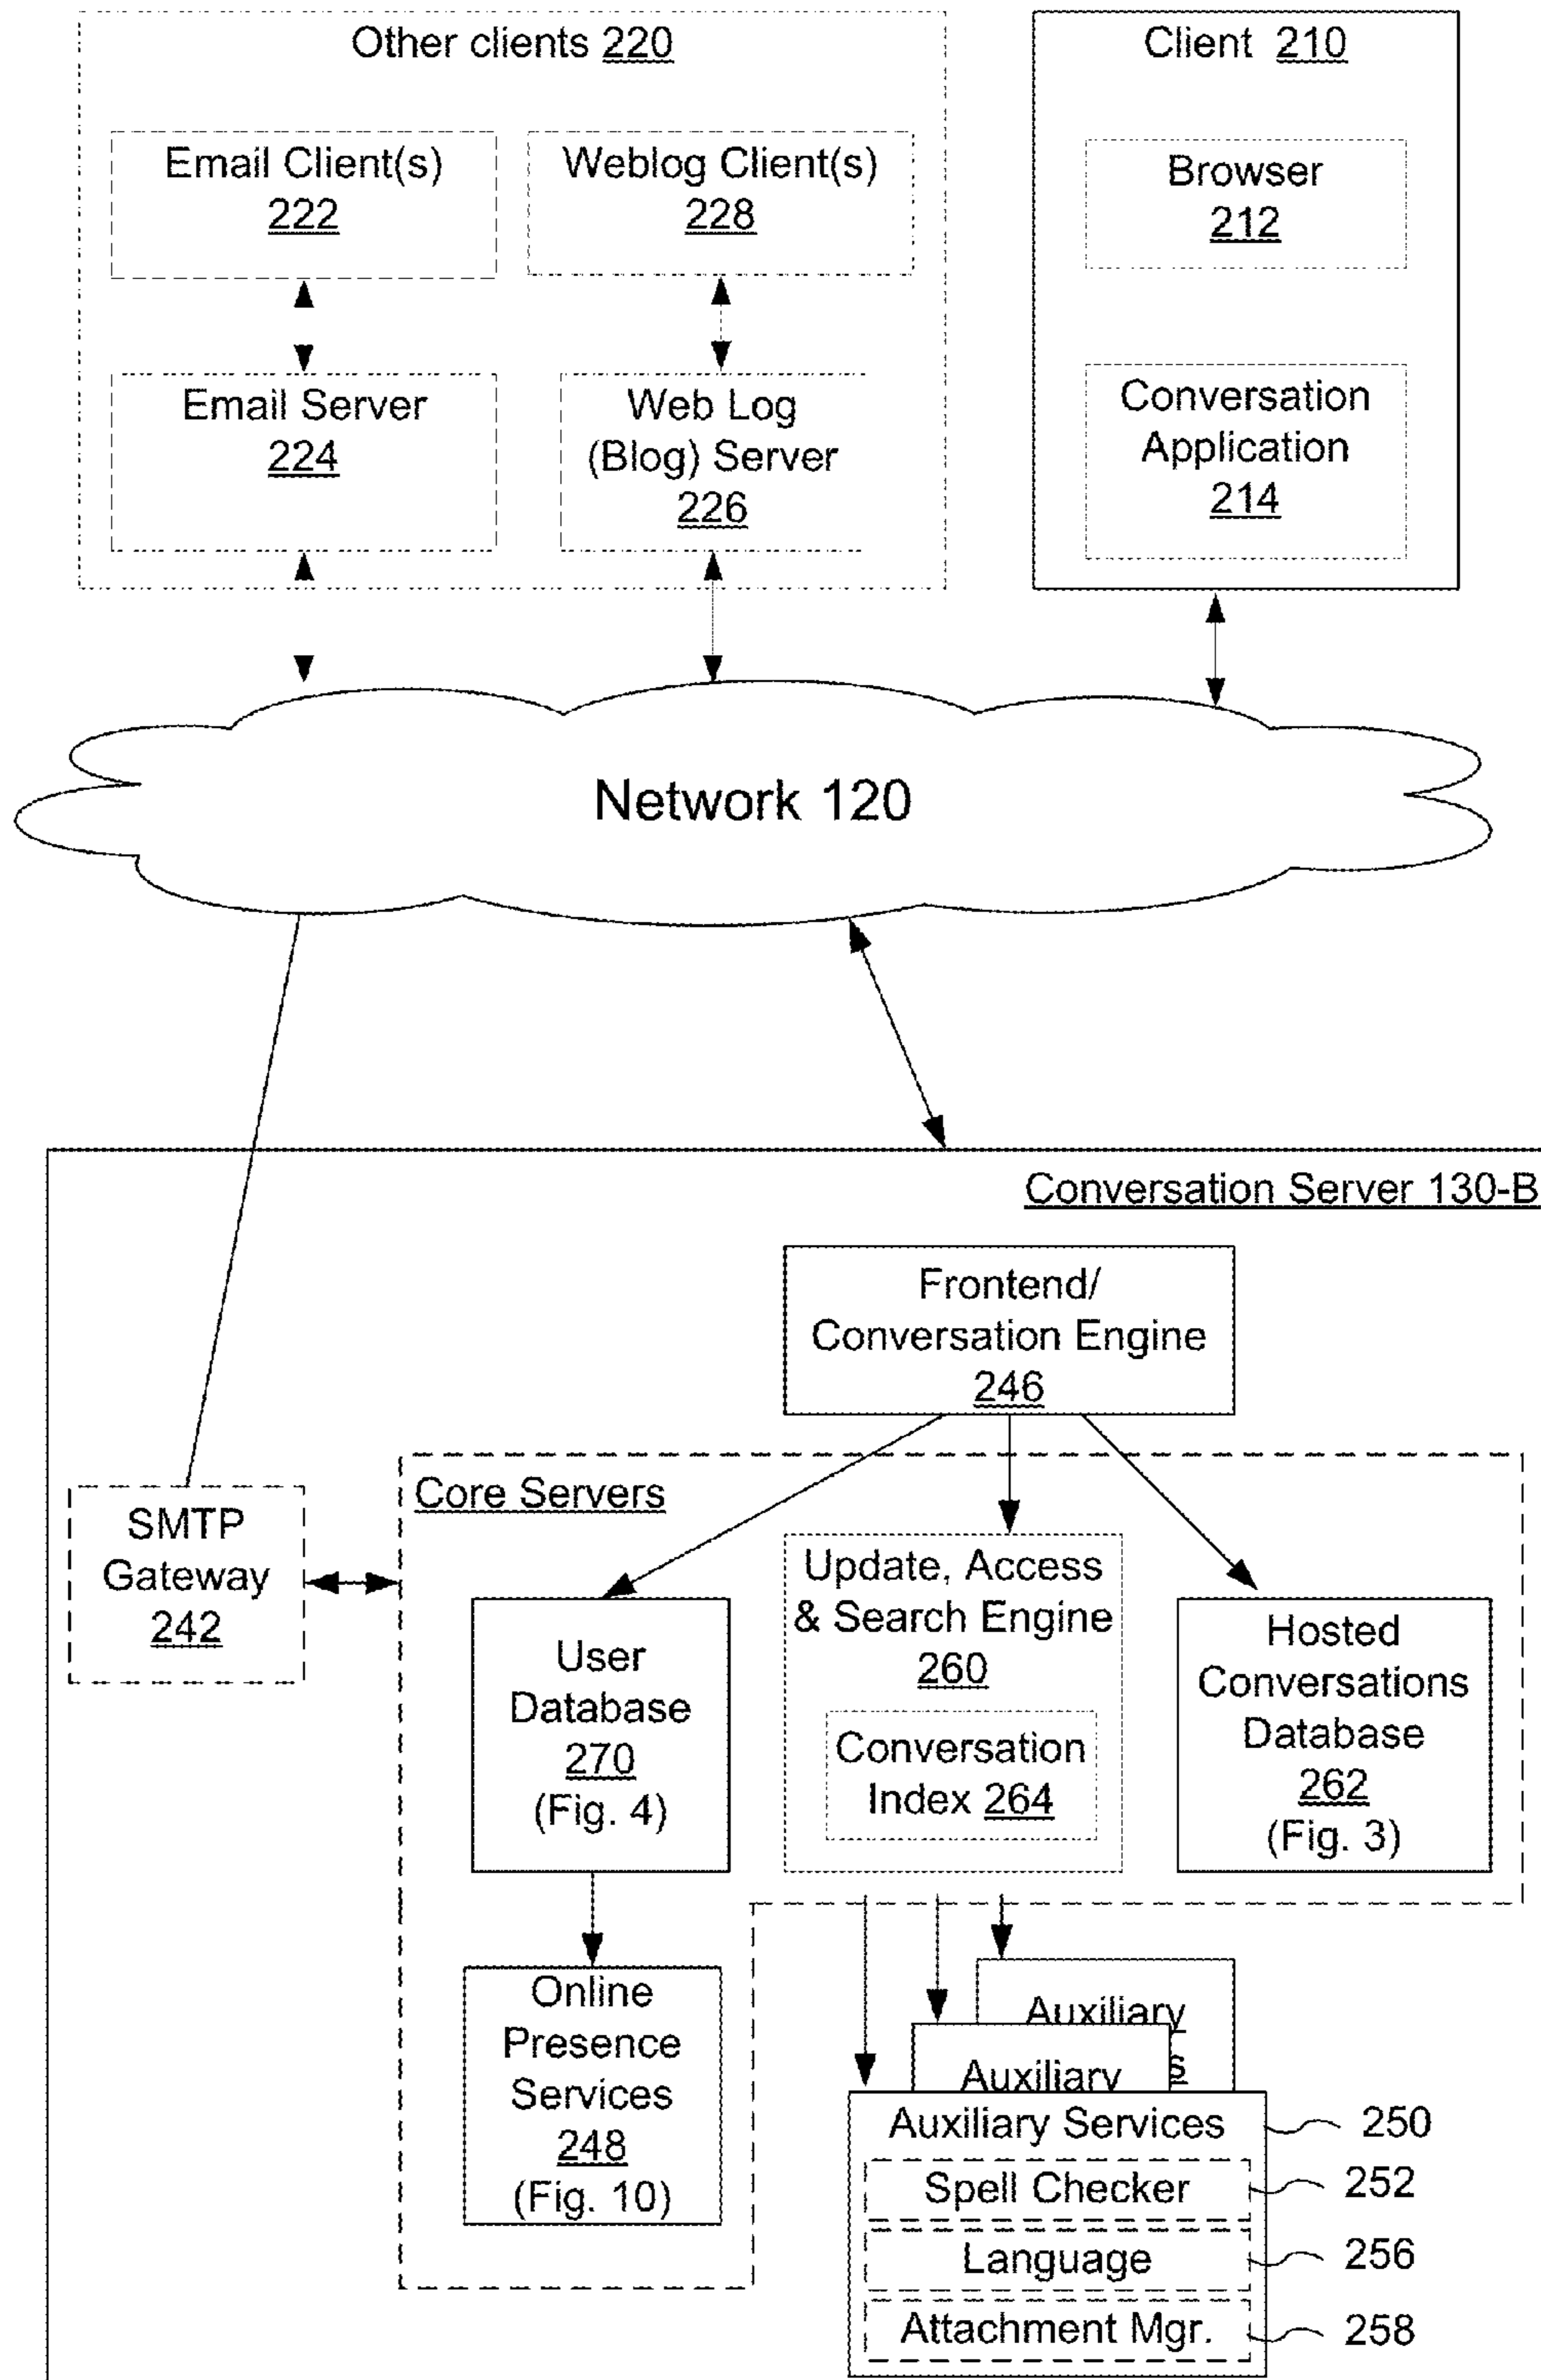 Other clients 220
Email Client(s)
222
Weblog Client(s)
228
Email Server
224
Web Log
(Blog) Server
226
Client 210
Browser
212
Conversation
Application
214
Network 120
Conversation Server 130-B
Frontend/
Conversation Engine
246
SMTP
Gateway
242
Core Servers
User
Database
270
(Fig. 4)
Update, Access
& Search Engine
260
Conversation
Index 264
Hosted
Conversations
Database
262
(Fig. 3)
Online
Presence
Services
248
(Fig. 10)
Auxiliary
s
Auxiliary
Auxiliary Services
250
Spell Checker
252
Language
256
Attachment Mgr.
258